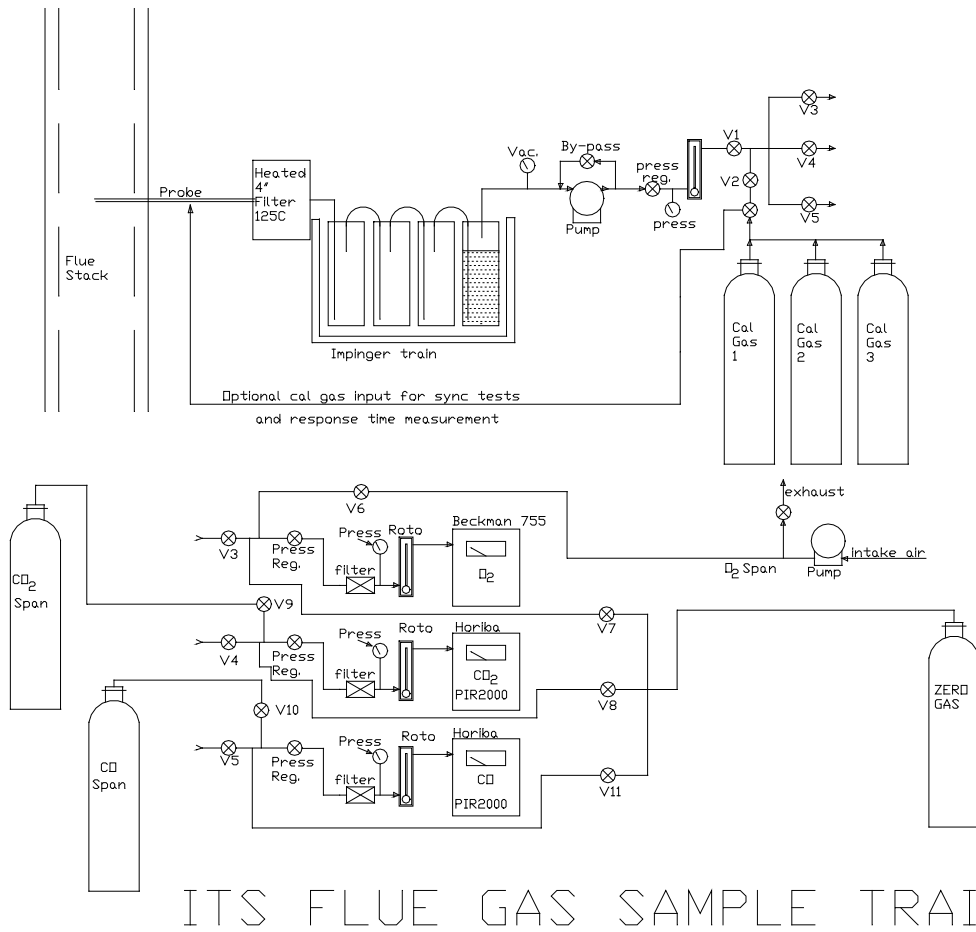 Flue
Stack
Probe
Heated
4"
Filter
125C
Impinger train
Vac.
By-pass
Pump
press
reg.
press
V1
V2
V3
V4
V5
Cal
Gas
1
Cal
Gas
2
Cal
Gas
3
Optional cal gas input for sync tests
and response time measurement
CO2
Span
CO
Span
V3
V6
Press
Reg.
Press
Roto
filter
Beckman 755
O2
exhaust
O2 Span
Pump
intake air
V9
V4
Press
Reg.
Press
Roto
filter
Horiba
CO2
PIR2000
V7
V8
ZERO
GAS
V10
V5
Press
Reg.
Press
Roto
filter
Horiba
CO
PIR2000
V11
ITS FLUE GAS SAMPLE TRAI